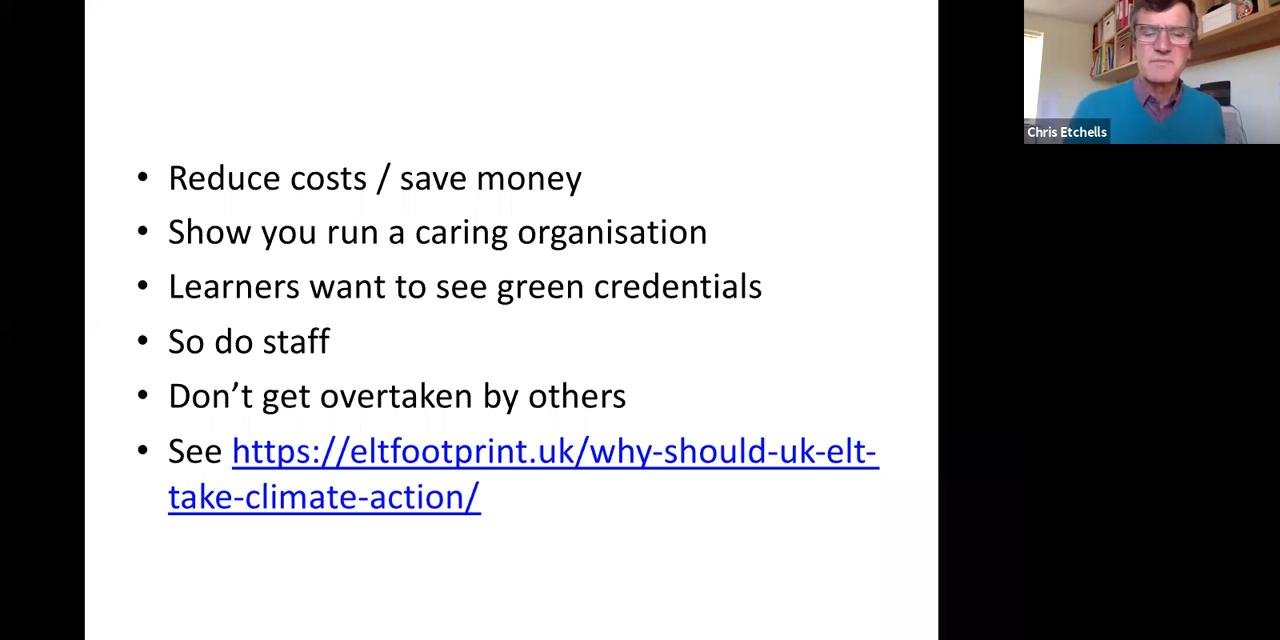 • Reduce costs / save money
• Show you run a caring organisation
• Learners want to see green credentials
• So do staff
• Don’t get overtaken by others
• See https://eltfootprint.uk/why-should-uk-elt-
take-climate-action/
Chris Etchells